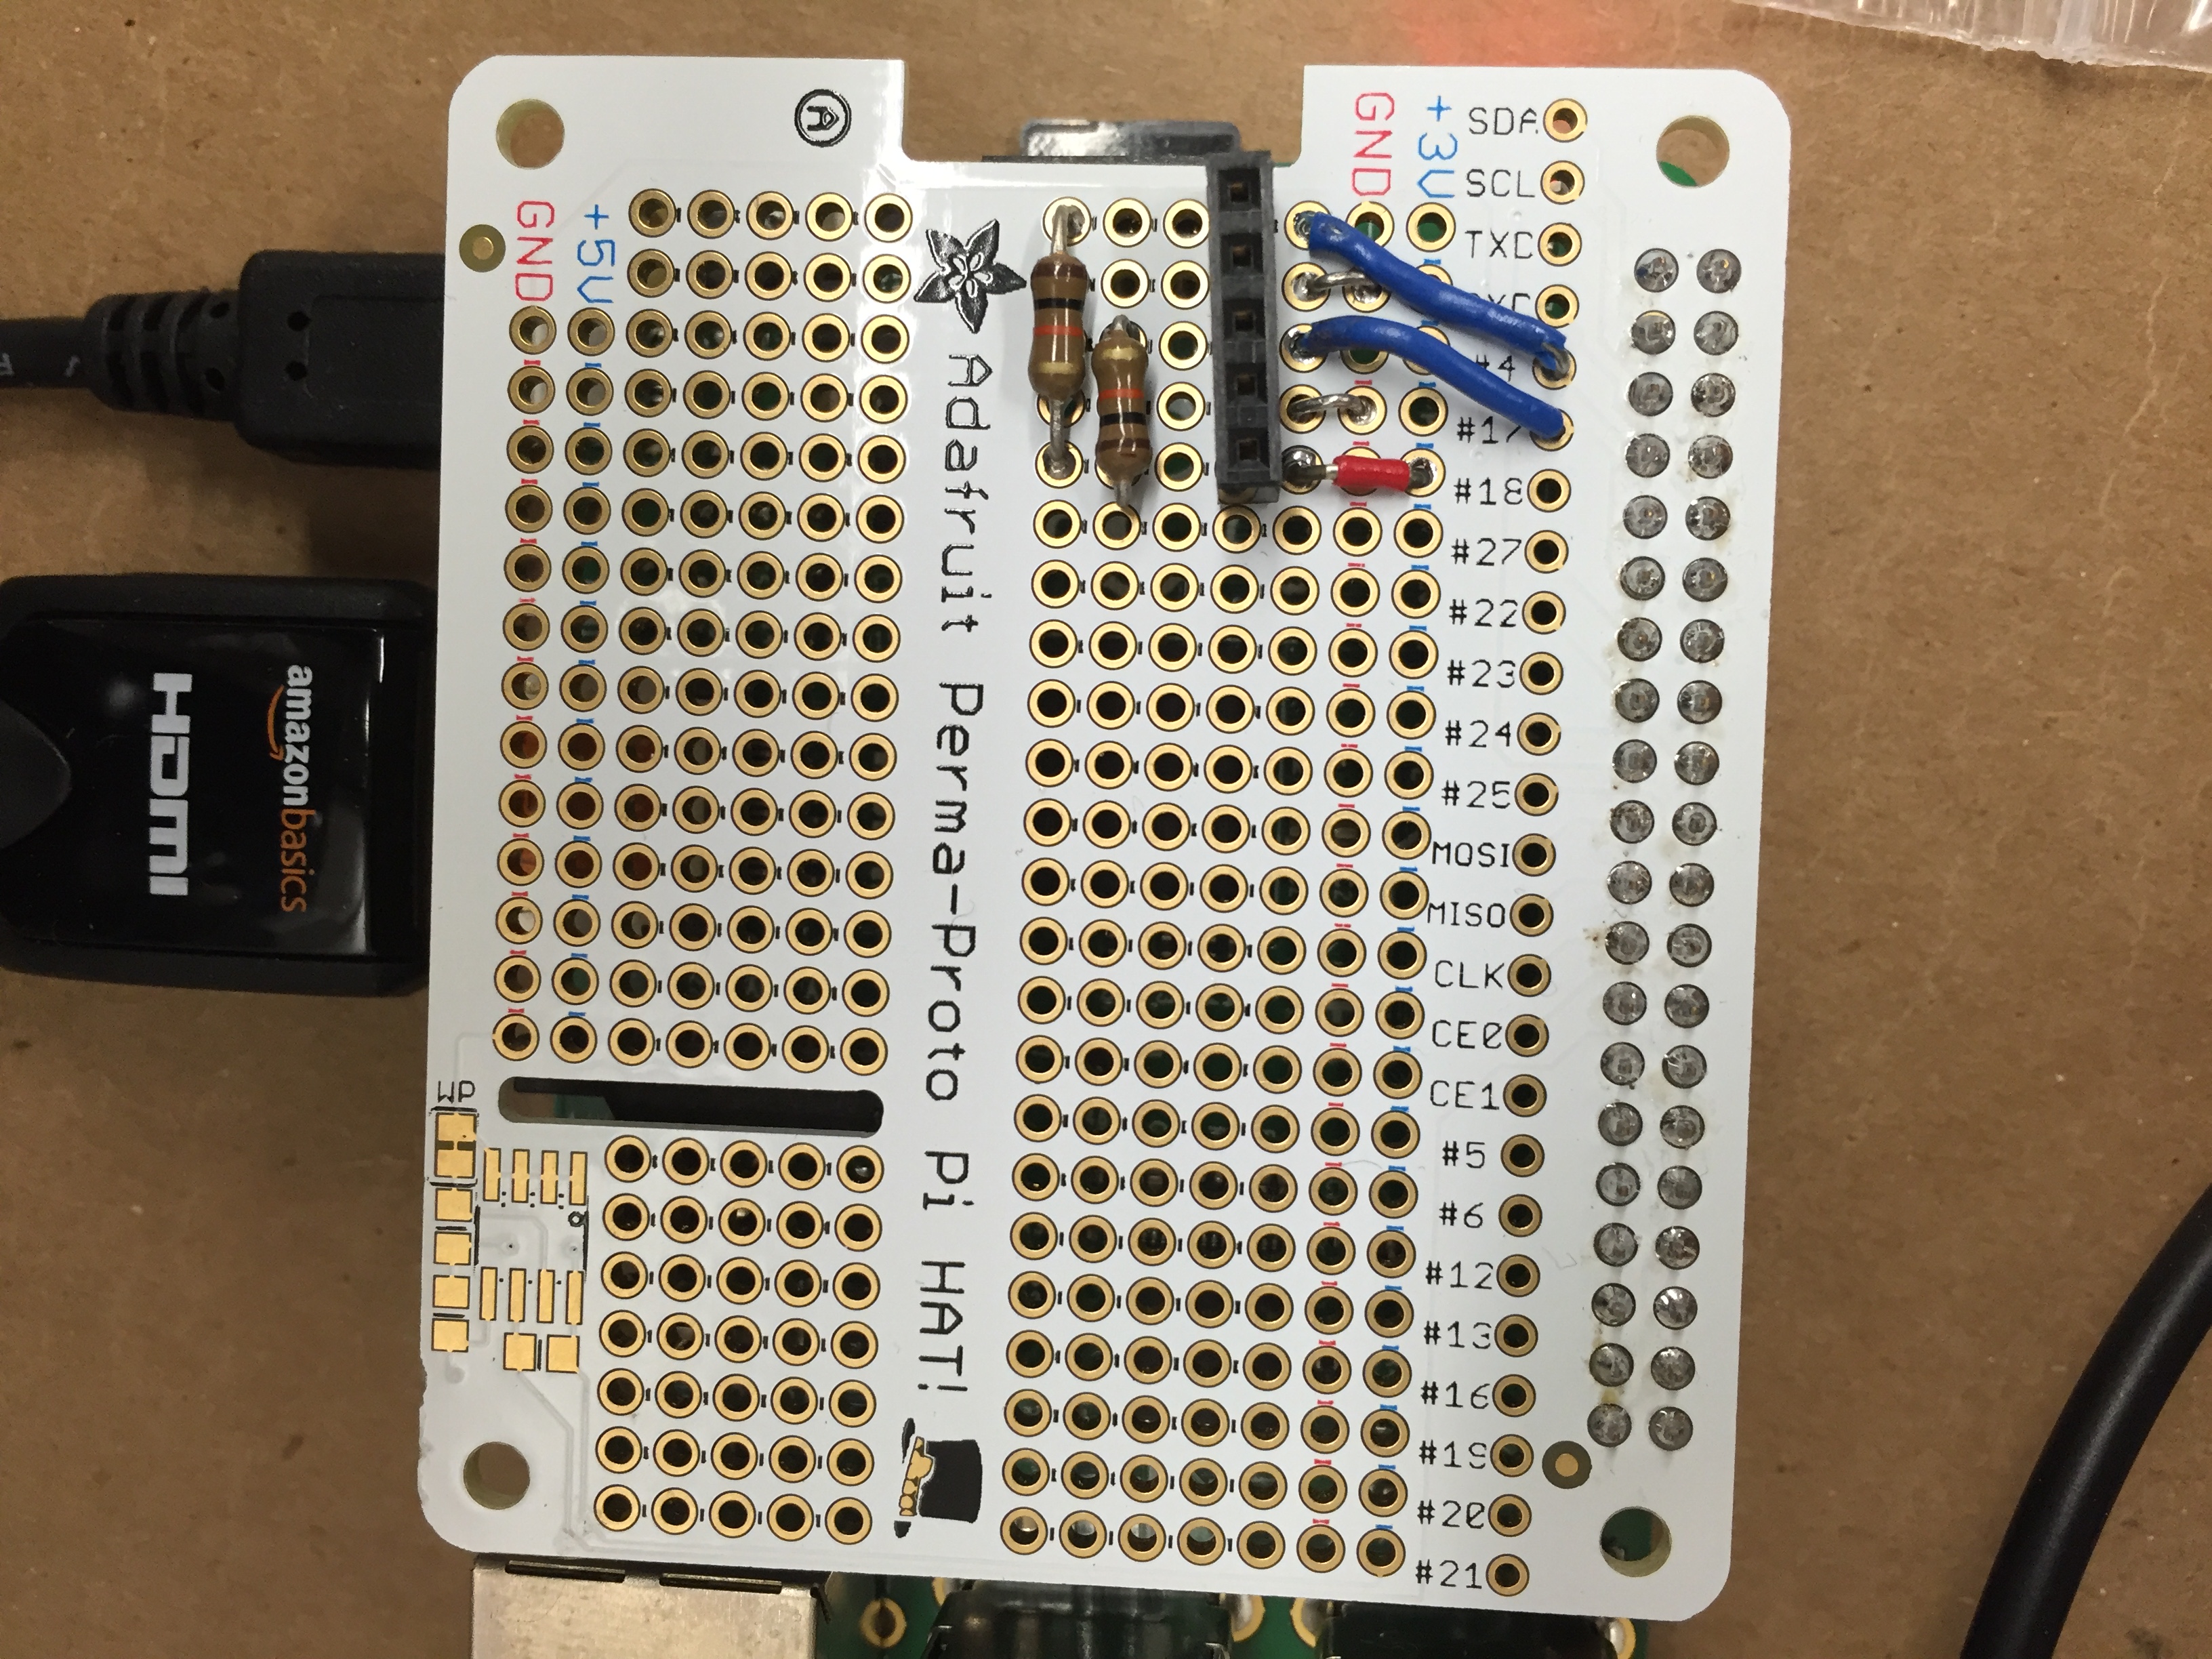 #21
#20
#19
#16
#13
#12
#6
#5
CE1
CE0
CLK
MISO
MOSI
#25
#24
#23
#22
#27
#18
#17
#4
TXD
SCL
SDA
+3V
GND
Adafruit Perma-Proto Pi HAT!
WP
+5V
GND
A
amazonbasics
HDMI